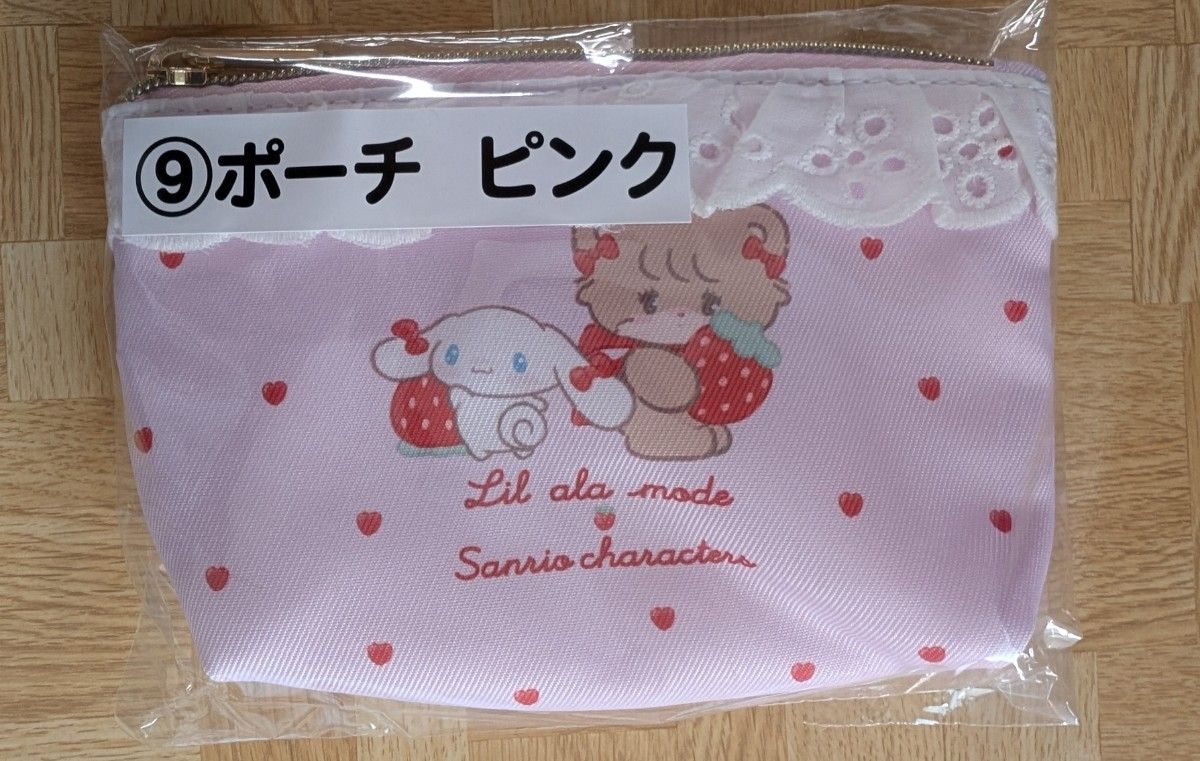 ⑨ポーチ ピンク
Lil ala mode
Sanrio characters